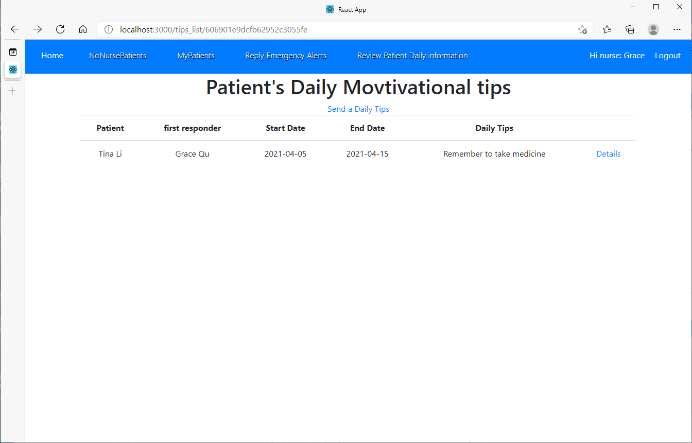 React App
localhost:3000/tips_list/606901e9dcfb62952c3055fe
Home NoNursePatients MyPatients Reply Emergency Alerts Review Patient Daily information Hi nurse: Grace Logout
Patient's Daily Movtivational tips
Send a Daily Tips
Patient first responder Start Date End Date Daily Tips
Tina Li Grace Qu 2021-04-05 2021-04-15 Remember to take medicine Details